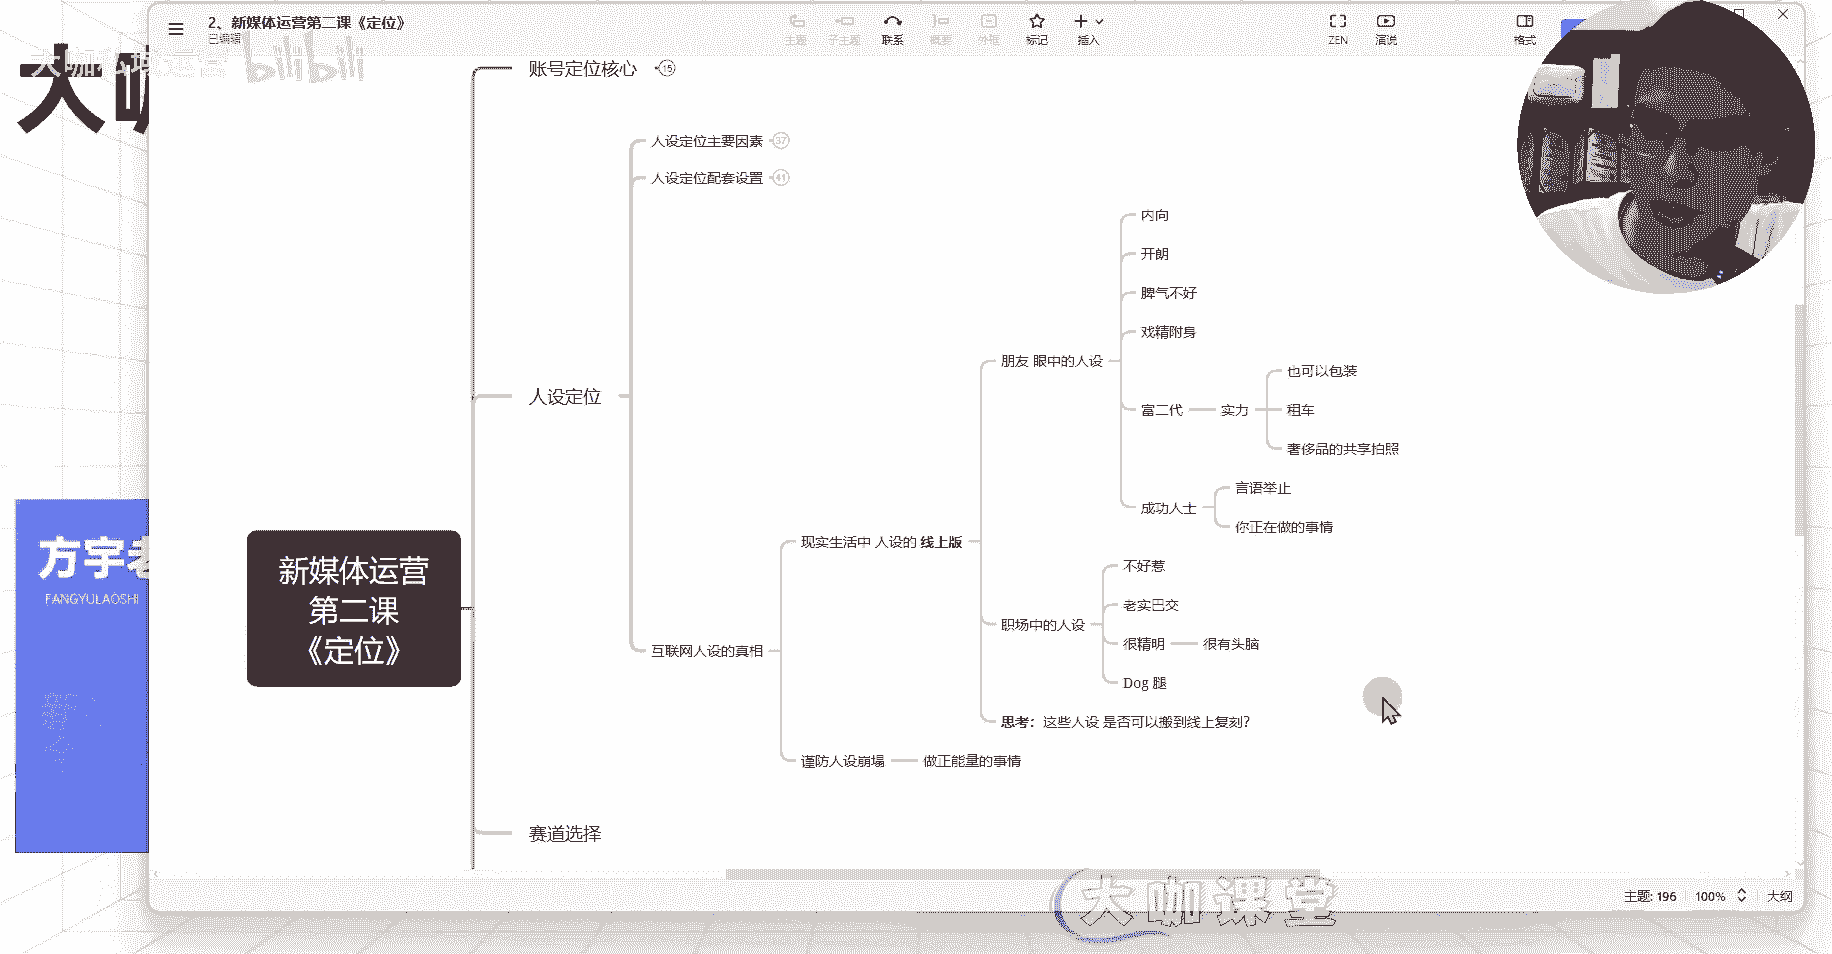 2、新媒体运营第二课《定位》
已编辑
主题
子主题
联系
概要
外框
标记
插入
ZEN
演说
格式
大咖私域运营
bilibili
大咖
账号定位核心
15
人设定位主要因素
37
人设定位配套设置
41
内向
开朗
脾气不好
戏精附身
朋友 眼中的人设
也可以包装
人设定位
富二代
实力
租车
奢侈品的共享拍照
言语举止
成功人士
你正在做的事情
方宇老
FANGYULAOSHI
现实生活中 人设的 线上版
不好惹
新媒体运营
第二课
《定位》
老实巴交
职场中的人设
很精明
很有头脑
互联网人设的真相
Dog 腿
思考：这些人设 是否可以搬到线上复刻？
谨防人设崩塌
做正能量的事情
赛道选择
大咖课堂
主题: 196
100%
大纲